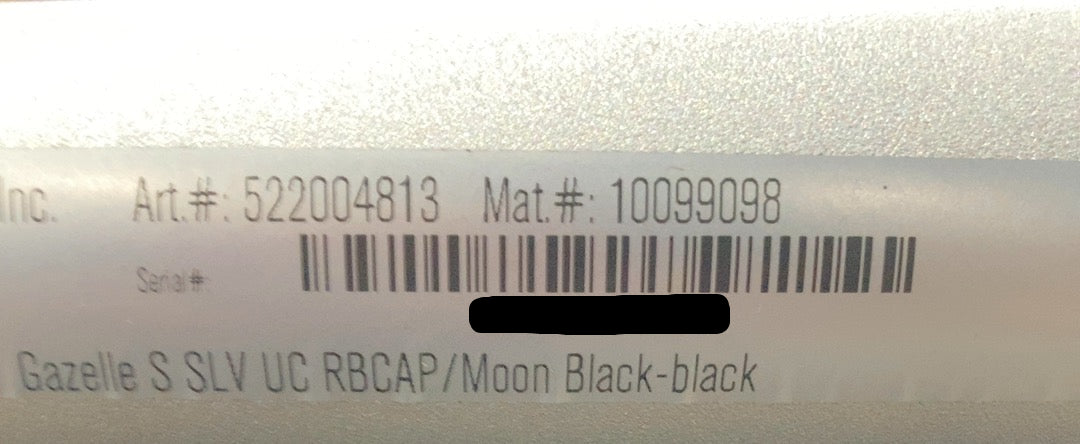 Inc. Art.#: 522004813 Mat.#: 10099098
Serial#:
Gazelle S SLV UC RBCAP/Moon Black-black